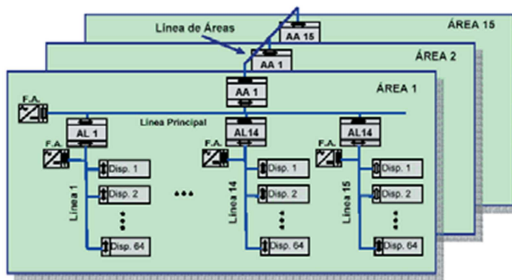 ÁREA 15
Línea de Áreas
AA 15
ÁREA 2
AA 1
ÁREA 1
AA 1
F.A.
Línea Principal
AL 1
AL14
AL14
F.A.
F.A.
F.A.
Disp. 1
Disp. 1
Disp. 1
Disp. 2
Disp. 2
Disp. 2
Línea 1
Línea 14
Línea 15
Disp. 64
Disp. 64
Disp. 64